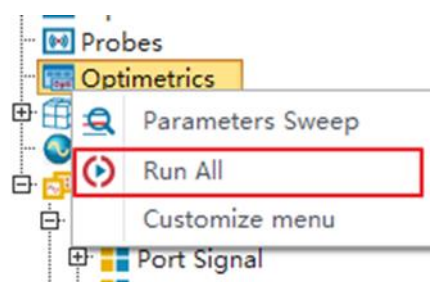 Probes
Optimetrics
Parameters Sweep
Run All
Customize menu
Port Signal